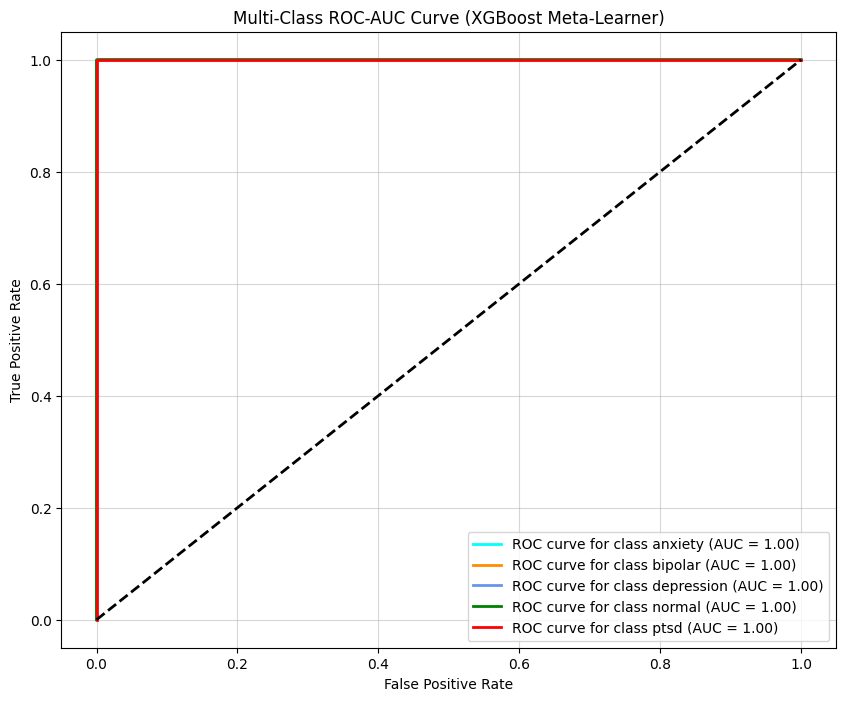 Multi-Class ROC-AUC Curve (XGBoost Meta-Learner)
True Positive Rate
1.0
0.8
0.6
0.4
0.2
0.0
ROC curve for class anxiety (AUC = 1.00)
ROC curve for class bipolar (AUC = 1.00)
ROC curve for class depression (AUC = 1.00)
ROC curve for class normal (AUC = 1.00)
ROC curve for class ptsd (AUC = 1.00)
0.0 0.2 0.4 0.6 0.8 1.0
False Positive Rate